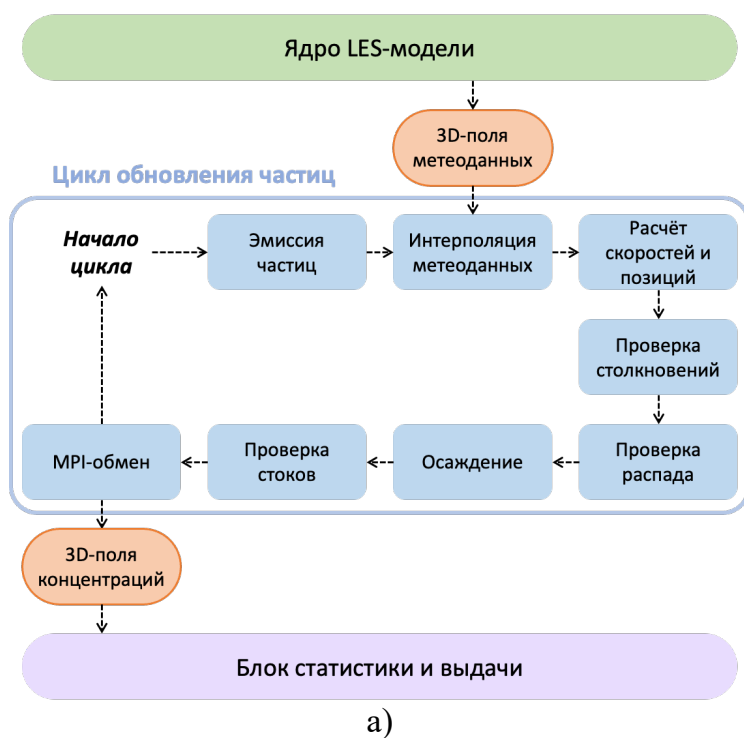 Ядро LES-модели
3D-поля
метеоданных
Цикл обновления частиц
Начало
цикла
Эмиссия
частиц
Интерполяция
метеоданных
Расчёт
скоростей и
позиций
Проверка
столкновений
MPI-обмен
Проверка
стоков
Осаждение
Проверка
распада
3D-поля
концентраций
Блок статистики и выдачи
а)